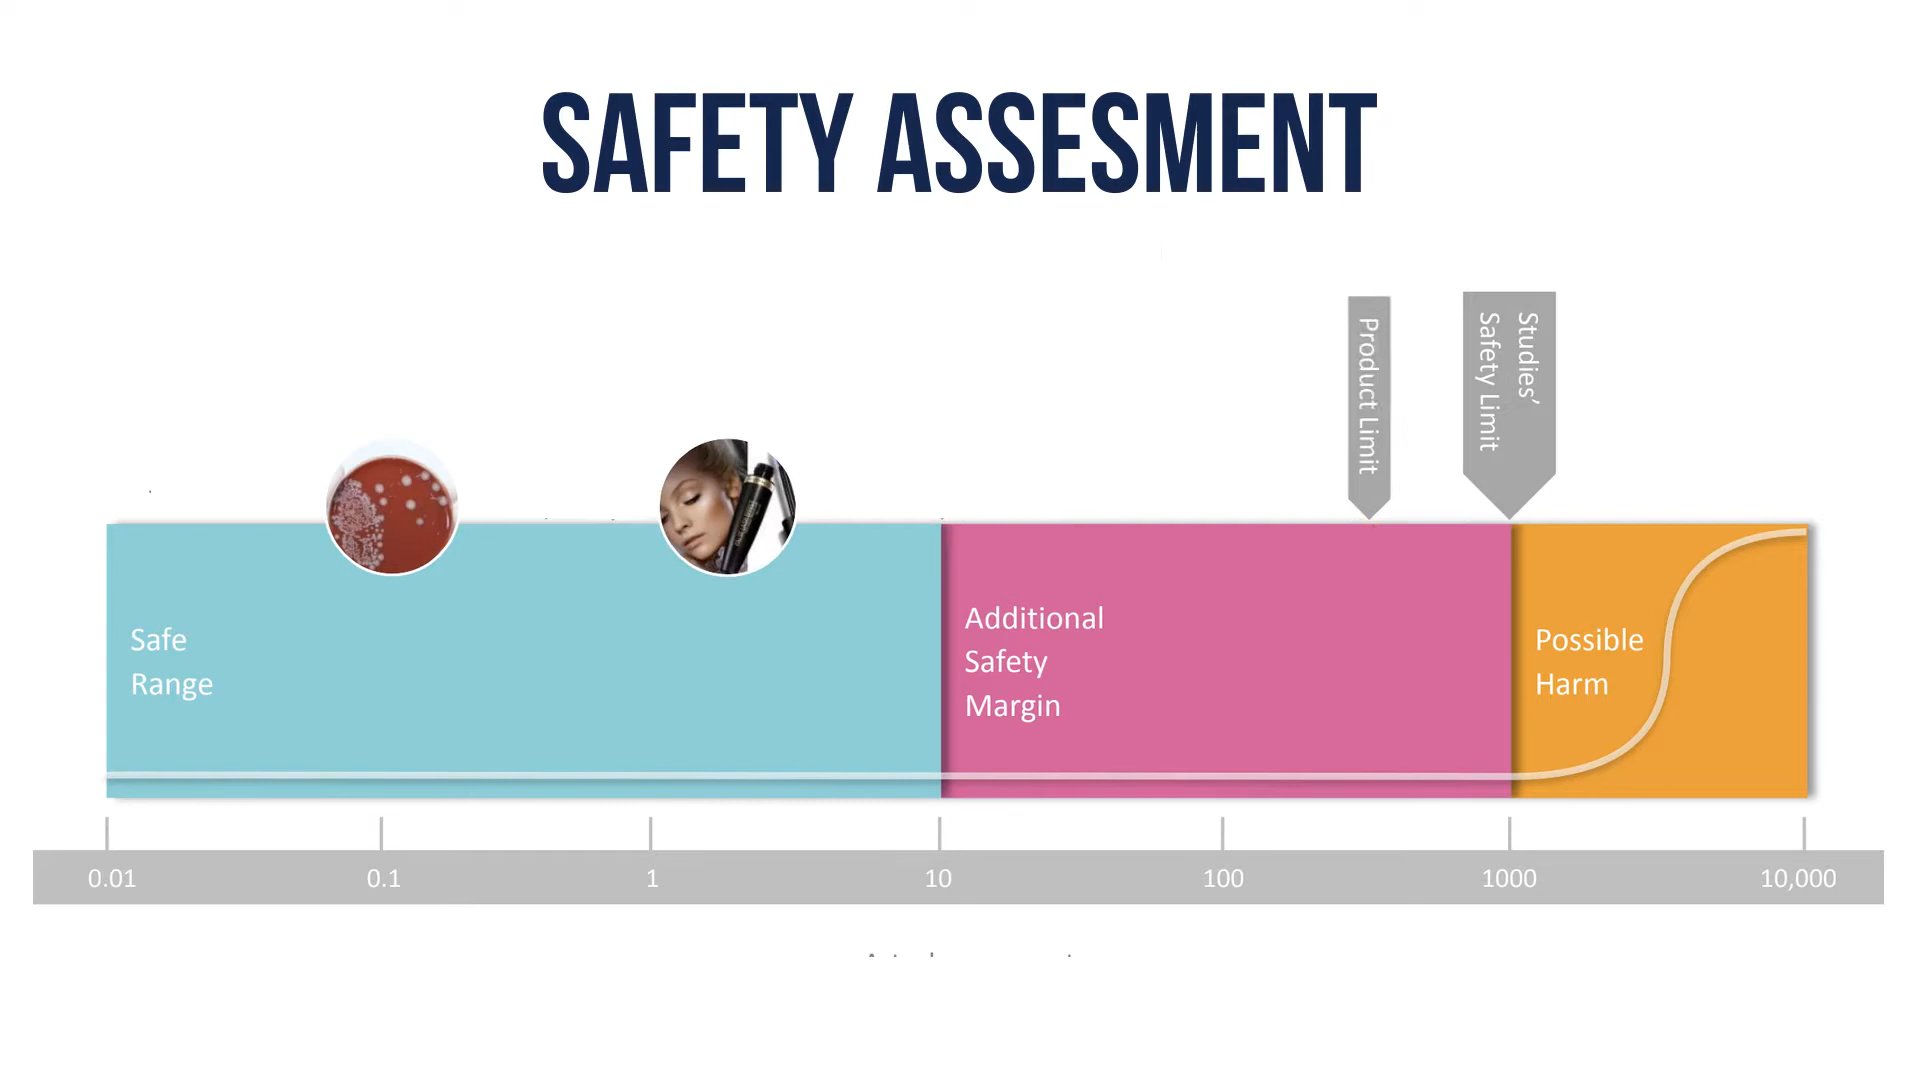 SAFETY ASSESMENT
Product Limit
Studies’
Safety Limit
Safe
Range
Additional
Safety
Margin
Possible
Harm
0.01
0.1
1
10
100
1000
10,000